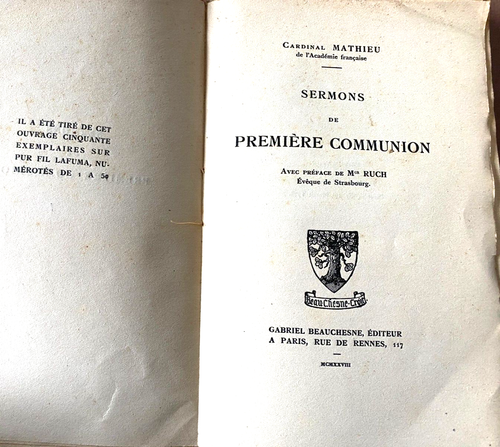 IL A ÉTÉ TIRÉ DE CET
OUVRAGE CINQUANTE
EXEMPLAIRES SUR
PUR FIL LAFUMA, NU-
MÉROTÉS DE 1 A 50
CARDINAL MATHIEU
de l'Académie française
SERMONS
DE
PREMIÈRE COMMUNION
AVEC PRÉFACE DE Mgr RUCH
Évêque de Strasbourg.
Beau Chesne-Croit
GABRIEL BEAUCHESNE, ÉDITEUR
A PARIS, RUE DE RENNES, 117
MCMXXVIII